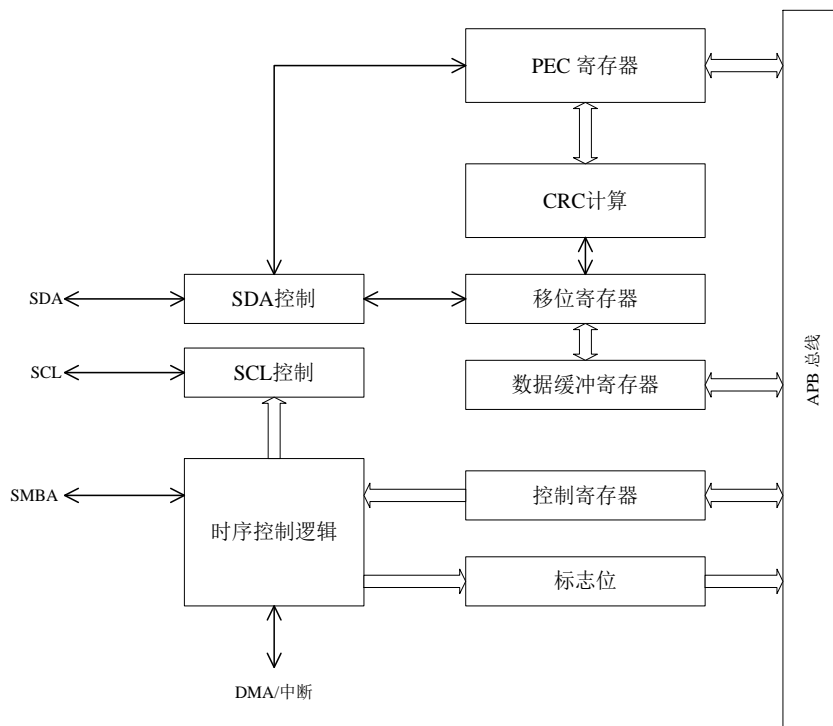 PEC 寄存器
CRC计算
SDA
SDA控制
移位寄存器
SCL
SCL控制
数据缓冲寄存器
APB 总线
SMBA
时序控制逻辑
控制寄存器
标志位
DMA/中断